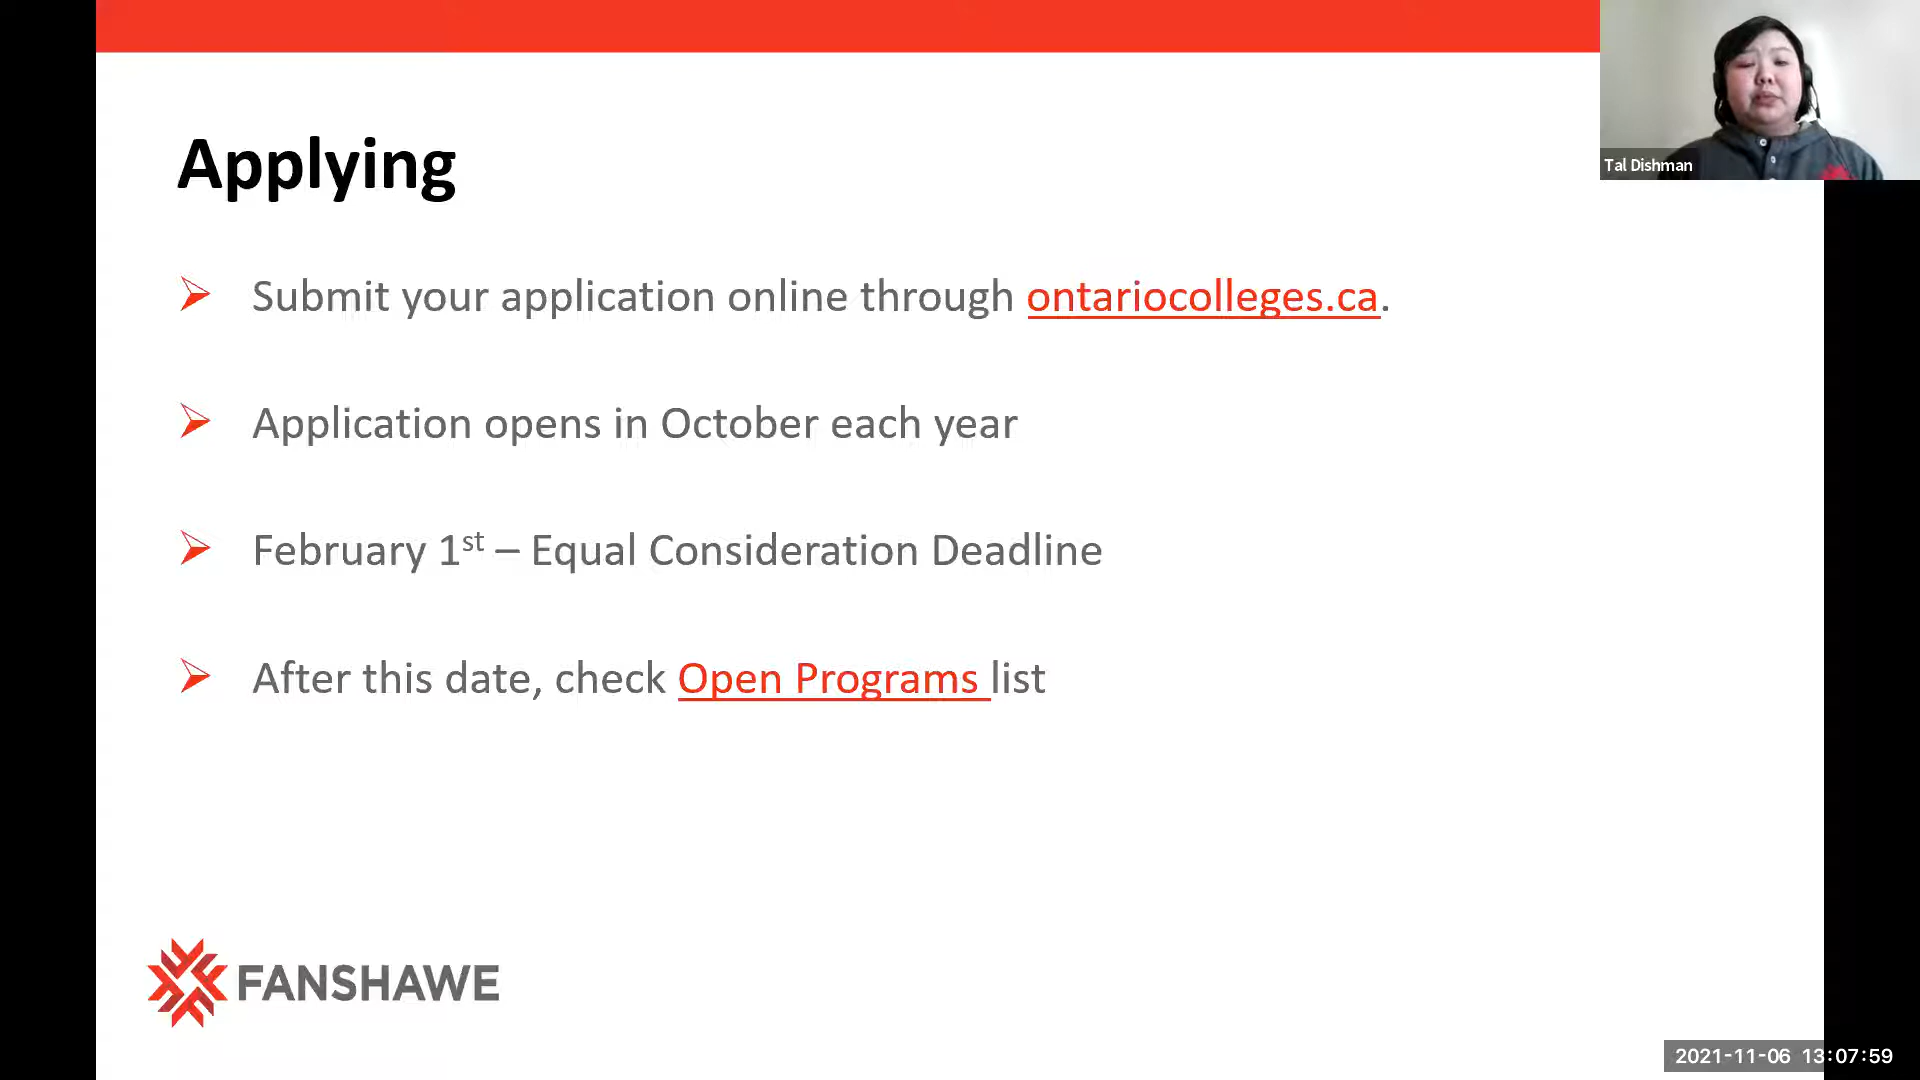 Applying
Tal Dishman
Submit your application online through ontariocolleges.ca.
Application opens in October each year
February 1st – Equal Consideration Deadline
After this date, check Open Programs list
FANSHAWE
2021-11-06 13:07:59